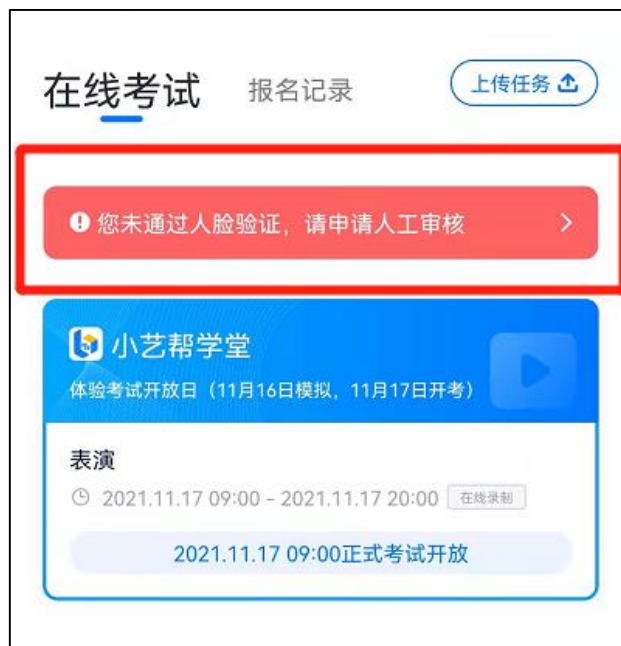 在线考试 报名记录 上传任务
您未通过人脸验证，请申请人工审核
小艺帮学堂
体验考试开放日（11月16日模拟，11月17日开考）
表演
2021.11.17 09:00 - 2021.11.17 20:00 在线录制
2021.11.17 09:00正式考试开放